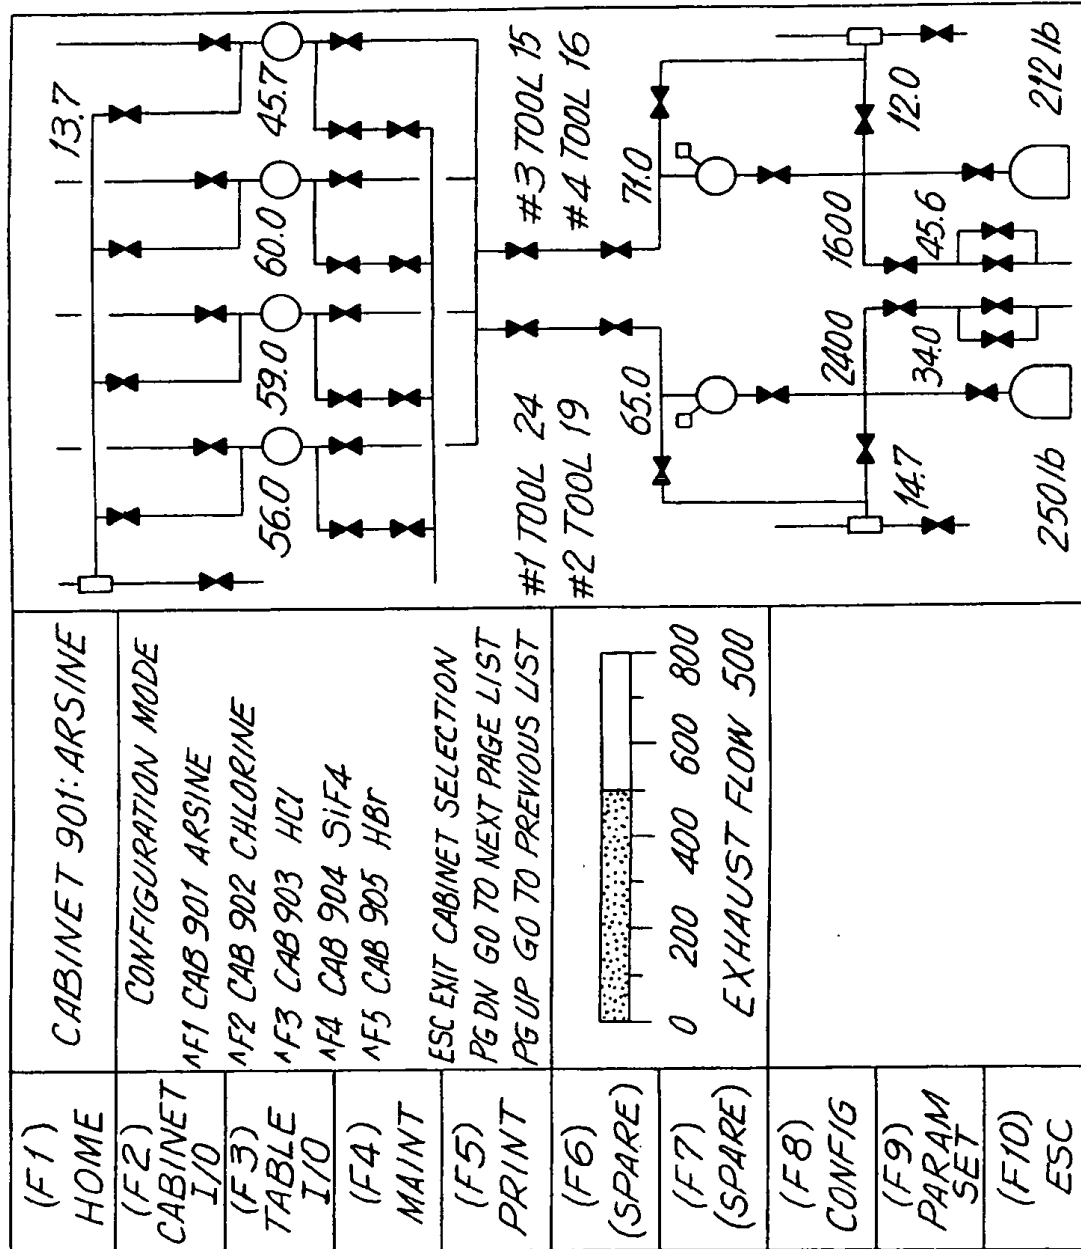 (F1)
HOME
(F2)
CABINET
I/O
(F3)
TABLE
I/O
(F4)
MAINT
(F5)
PRINT
(F6)
(SPARE)
(F7)
(SPARE)
(F8)
CONFIG
(F9)
PARAM
SET
(F10)
ESC
CABINET 901: ARSINE
CONFIGURATION MODE
^F1 CAB 901 ARSINE
^F2 CAB 902 CHLORINE
^F3 CAB 903 HCl
^F4 CAB 904 SiF4
^F5 CAB 905 HBr
ESC EXIT CABINET SELECTION
PG DN GO TO NEXT PAGE LIST
PG UP GO TO PREVIOUS LIST
0 200 400 600 800
EXHAUST FLOW 500
13.7
56.0 59.0 60.0 45.7
#1 TOOL 24
#2 TOOL 19
#3 TOOL 15
#4 TOOL 16
65.0 71.0
2400 1600
14.7 34.0 45.6 12.0
250 lb 212 lb